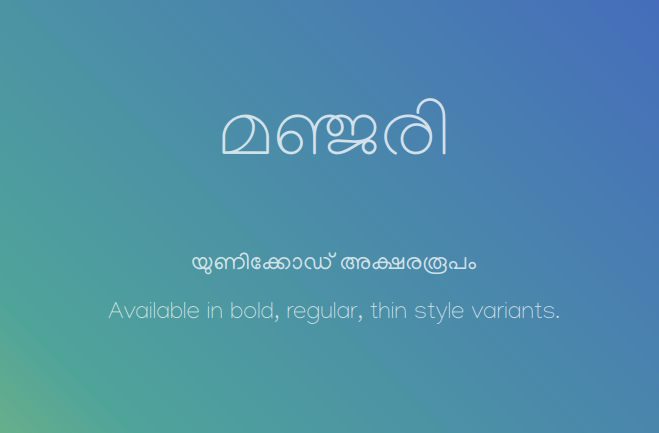 മഞ്ജരി
യുണിക്കോഡ് അക്ഷരരൂപം
Available in bold, regular, thin style variants.